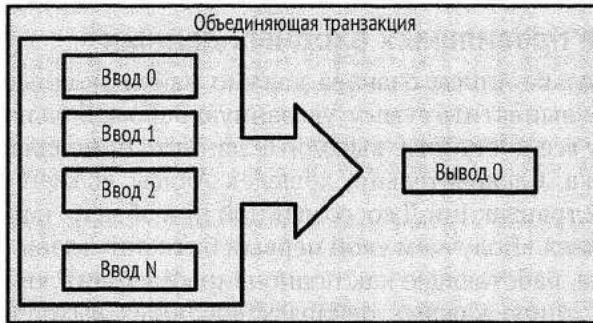 Объединяющая транзакция
Ввод 0
Ввод 1
Ввод 2
Вывод 0
Ввод N